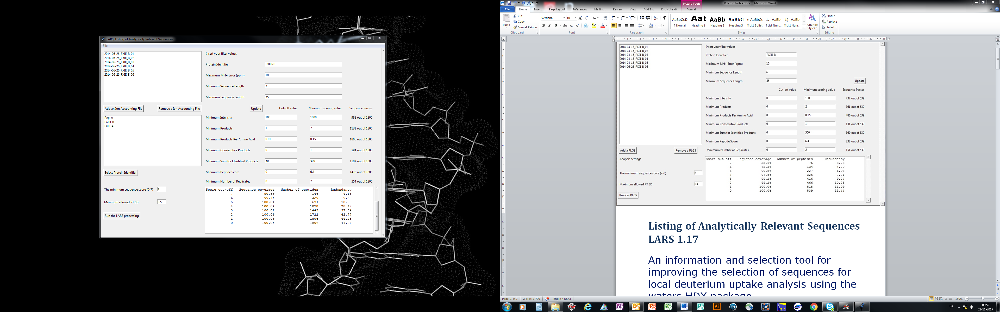 LARS, Listing of Analytically Relevant Sequences
File
2014-06-26_FXIII_B_01
2014-06-26_FXIII_B_02
2014-06-26_FXIII_B_03
2014-06-26_FXIII_B_04
2014-06-26_FXIII_B_05
2014-06-26_FXIII_B_06
Add an Ion Accounting File Remove a Ion Accounting File
Pep_A
FXIII-B
FXIII-A
Select Protein Identifier
The minimum sequence score (0-7) 4
Maximum allowed RT SD 0.5
Run the LARS processing
Insert your filter values
Protein Identifier FXIII-B
Maximum MH+ Error (ppm) 10
Minimum Sequence Length 7
Maximum Sequence Length 55
Update Cut-off value Minimum scoring value Sequence Passes
Minimum Intensity 100 1000 988 out of 1806
Minimum Products 1 2 1131 out of 1806
Minimum Products Per Amino Acid 0.01 0.15 1806 out of 1806
Minimum Consecutive Products 0 1 294 out of 1806
Minimum Sum for Identified Products 50 500 1207 out of 1806
Minimum Peptide Score 0 6.4 1476 out of 1806
Minimum Number of Replicates 0 2 354 out of 1806
Score cut-off Sequence coverage Number of peptides Redundancy
7 90.6% 146 4.16
6 99.4% 329 9.59
5 100.0% 694 18.39
4 100.0% 1078 28.47
3 100.0% 1445 37.04
2 100.0% 1722 42.77
1 100.0% 1806 44.26
0 100.0% 1806 44.26
Picture Tools
Release Notes.docx - Microsoft Word
File Home Insert Page Layout References Mailings Review View Add-Ins EndNote X8 Format
Paste
Cut
Copy
Format Painter
Clipboard
Verdana 10
Font
Paragraph
AaBbCcD AaI AaBb AaBbC AaBbCc 1. AaBb( 1) AaBb(
Normal Heading 1 Heading 2 Heading 3 List Bullet List Num... List Num...
Change Styles
Styles
Find
Replace
Select
Editing
2014-04-15_FXIII-B_01
2014-04-15_FXIII-B_02
2014-04-15_FXIII-B_03
2014-04-15_FXIII-B_04
2014-04-15_FXIII-B_05
2014-06-25_FXIII_B_06
Add a PLGS Remove a PLGS
Analysis settings
The minimum sequence score (7-0) 6
Maximum allowed RT SD 0.4
Procces PLGS
Insert your filter values
Protein Identifier FXIII-B
Maximum MH+ Error (ppm) 10
Minimum Sequence Length 6
Maximum Sequence Length 55 Update
Cut-off value Minimum scoring value Sequence Passes
Minimum Intensity 0 1000 437 out of 539
Minimum Products 0 2 361 out of 539
Minimum Products Per Amino Acid 0 0.15 486 out of 539
Minimum Consecutive Products 0 1 131 out of 539
Minimum Sum for Identified Products 0 500 369 out of 539
Minimum Peptide Score 0 6.4 238 out of 539
Minimum Number of Replicates 0 2 151 out of 539
Score cut-off Sequence coverage Number of peptides Redundancy
7 53.1% 76 3.73
6 75.3% 134 4.70
5 90.8% 227 6.03
4 97.8% 326 7.71
3 99.2% 416 9.24
2 99.2% 466 10.28
1 100.0% 518 11.09
0 100.0% 539 11.44
Listing of Analytically Relevant Sequences
LARS 1.17
An information and selection tool for
improving the selection of sequences for
local deuterium uptake analysis using the
waters HDX package
Page: 1 of 7 Words: 1.799 English (U.K.) 130%
DA 09:52
21-11-2017